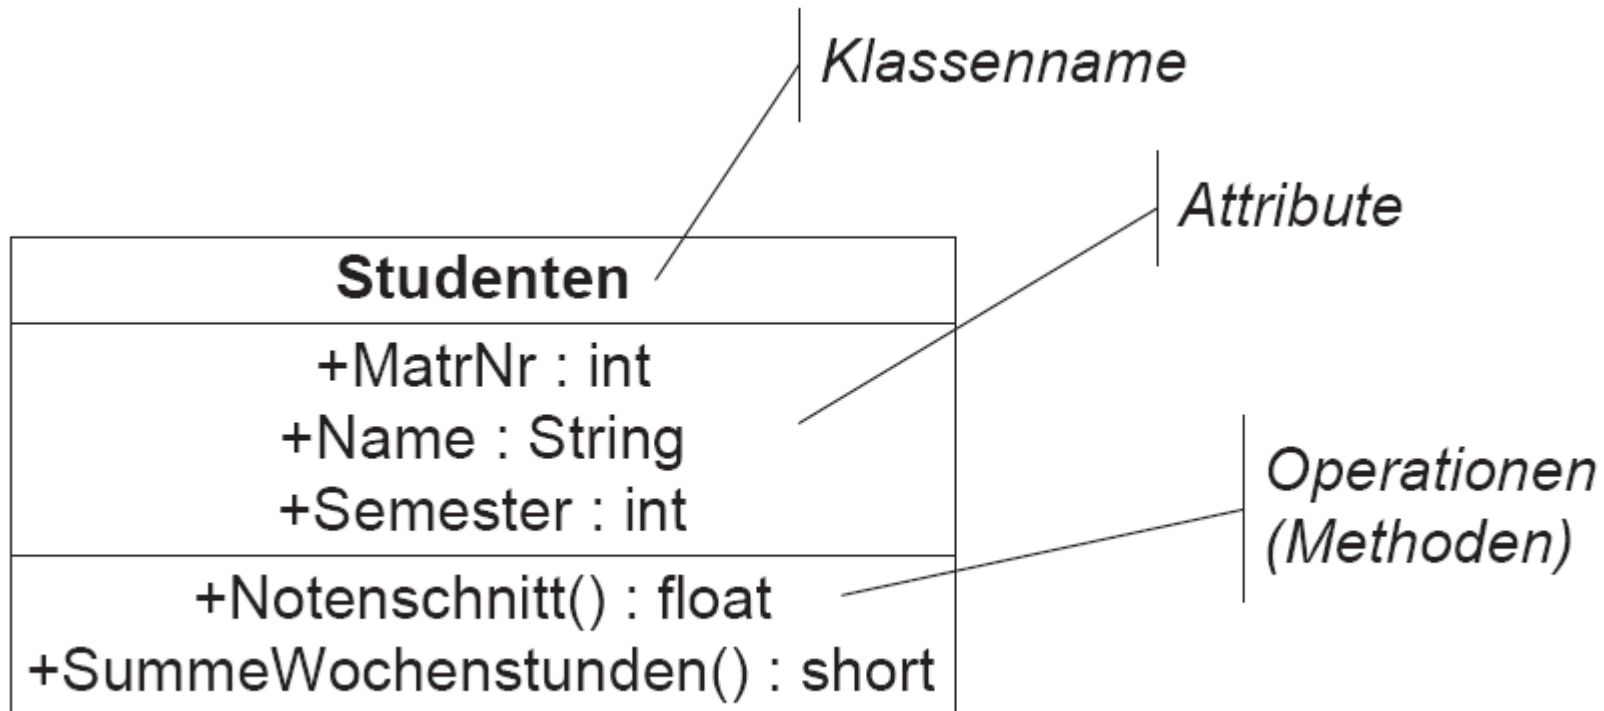 Klassenname
Attribute
Studenten
+MatrNr : int
+Name : String
+Semester : int
Operationen
(Methoden)
+Notenschnitt() : float
+SummeWochenstunden() : short